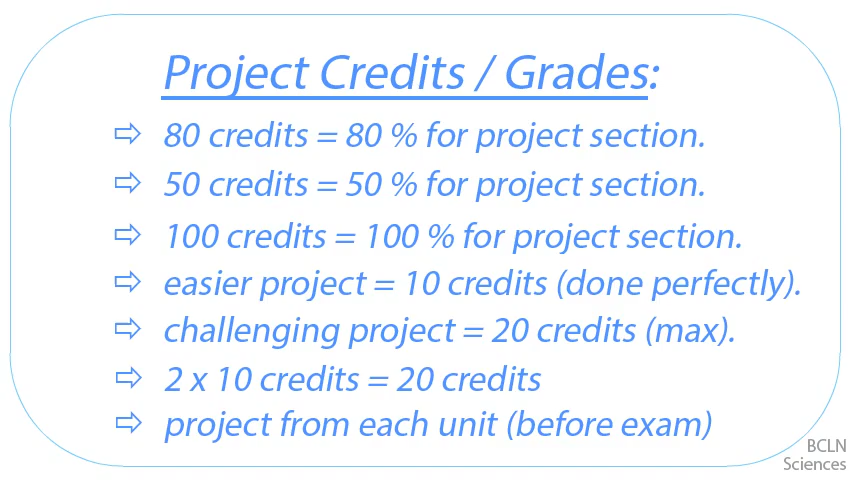 Project Credits / Grades:
⇨ 80 credits = 80 % for project section.
⇨ 50 credits = 50 % for project section.
⇨ 100 credits = 100 % for project section.
⇨ easier project = 10 credits (done perfectly).
⇨ challenging project = 20 credits (max).
⇨ 2 x 10 credits = 20 credits
⇨ project from each unit (before exam)
BCLN
Sciences